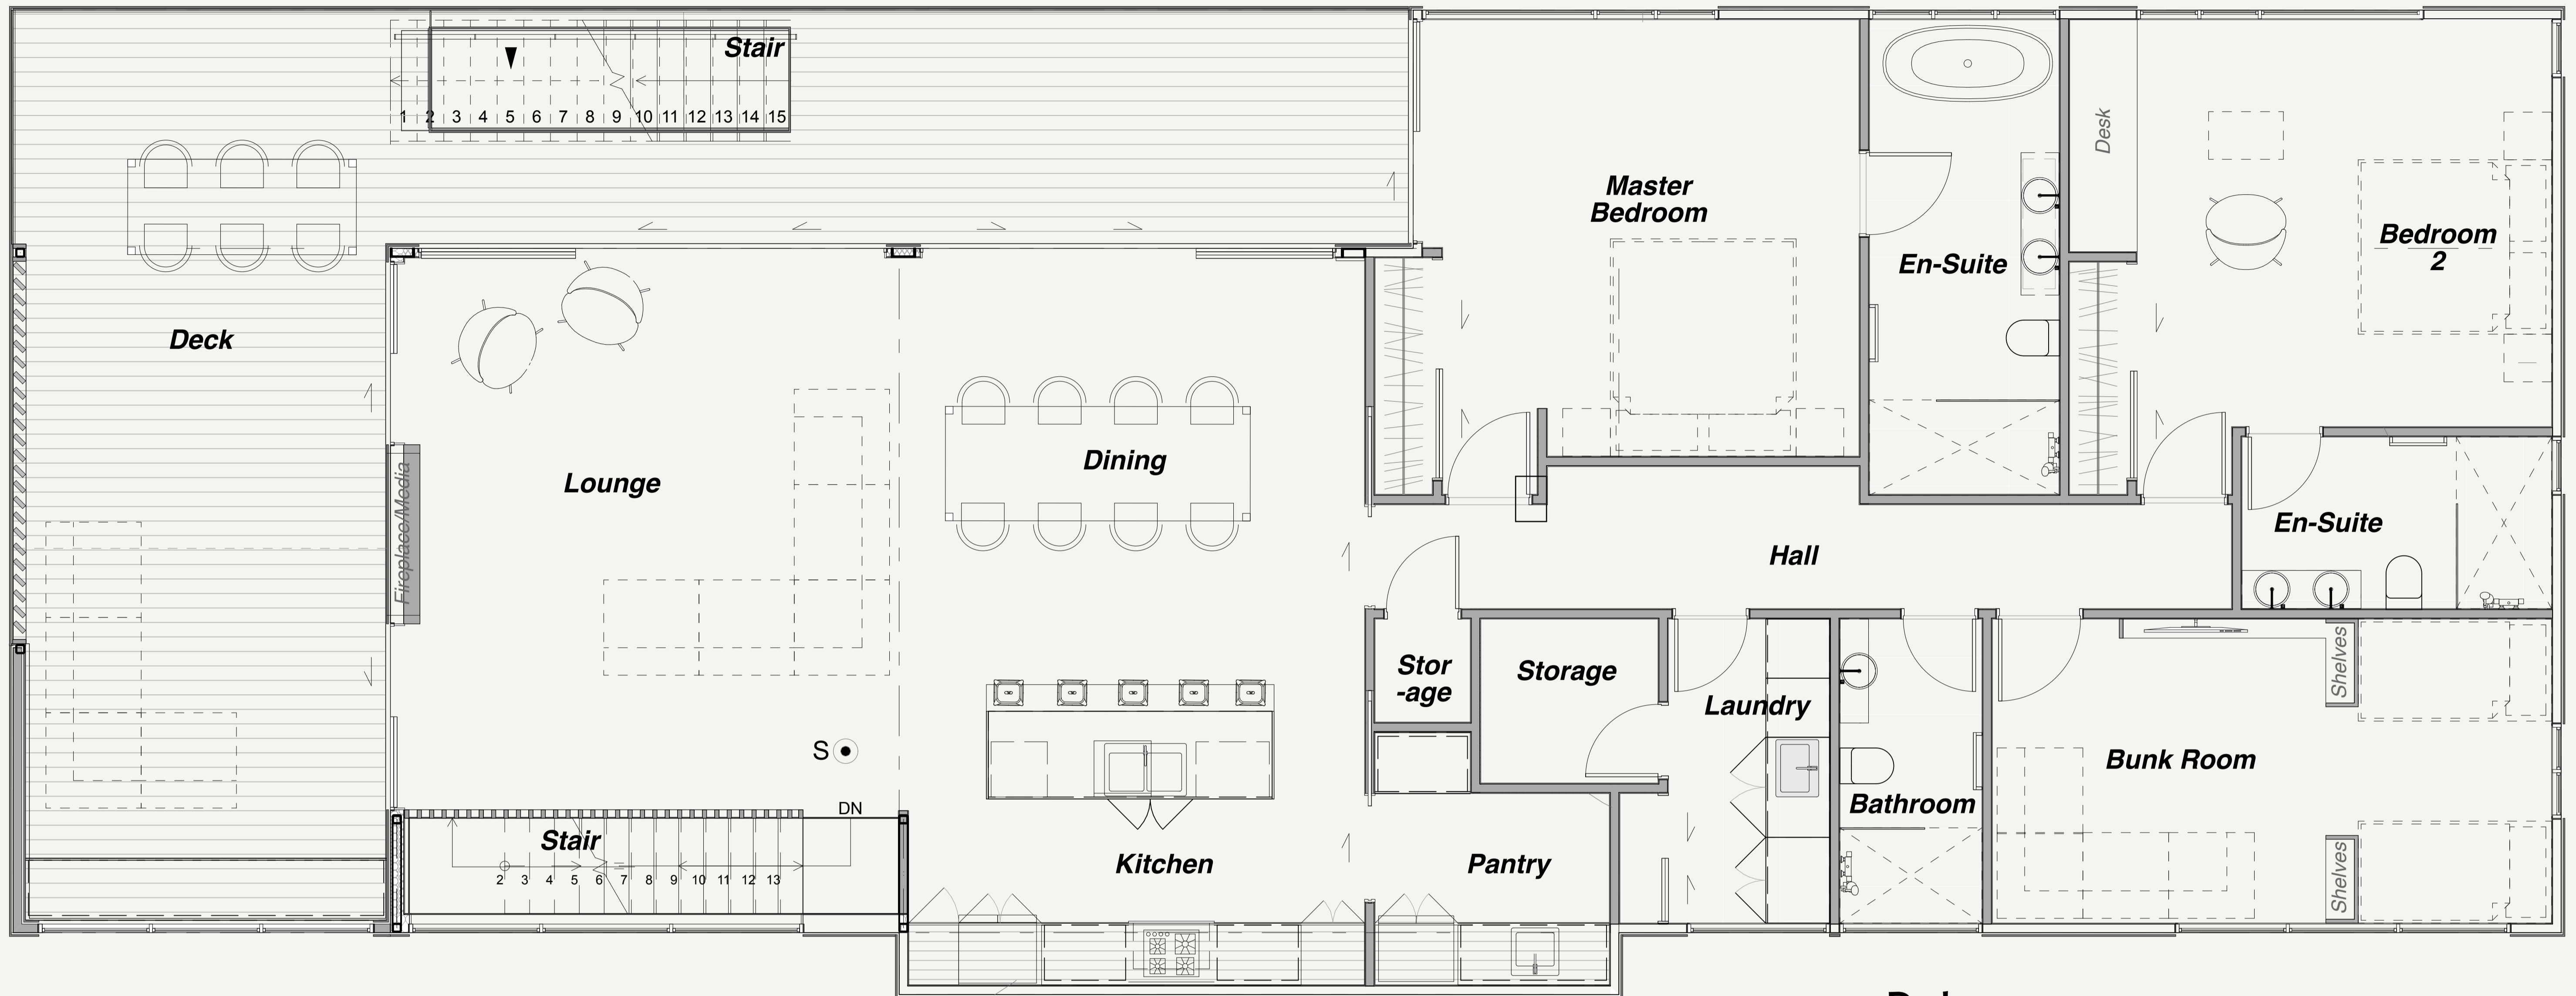 Stair
1 2 3 4 5 6 7 8 9 10 11 12 13 14 15
Desk
Master
Bedroom
Bedroom
2
En-Suite
Deck
Dining
Lounge
Fireplace/Media
En-Suite
Hall
Shelves
Stor
-age
Storage
Laundry
S
Bunk Room
DN
Bathroom
Stair
2 3 4 5 6 7 8 9 10 11 12 13
Kitchen
Pantry
Shelves